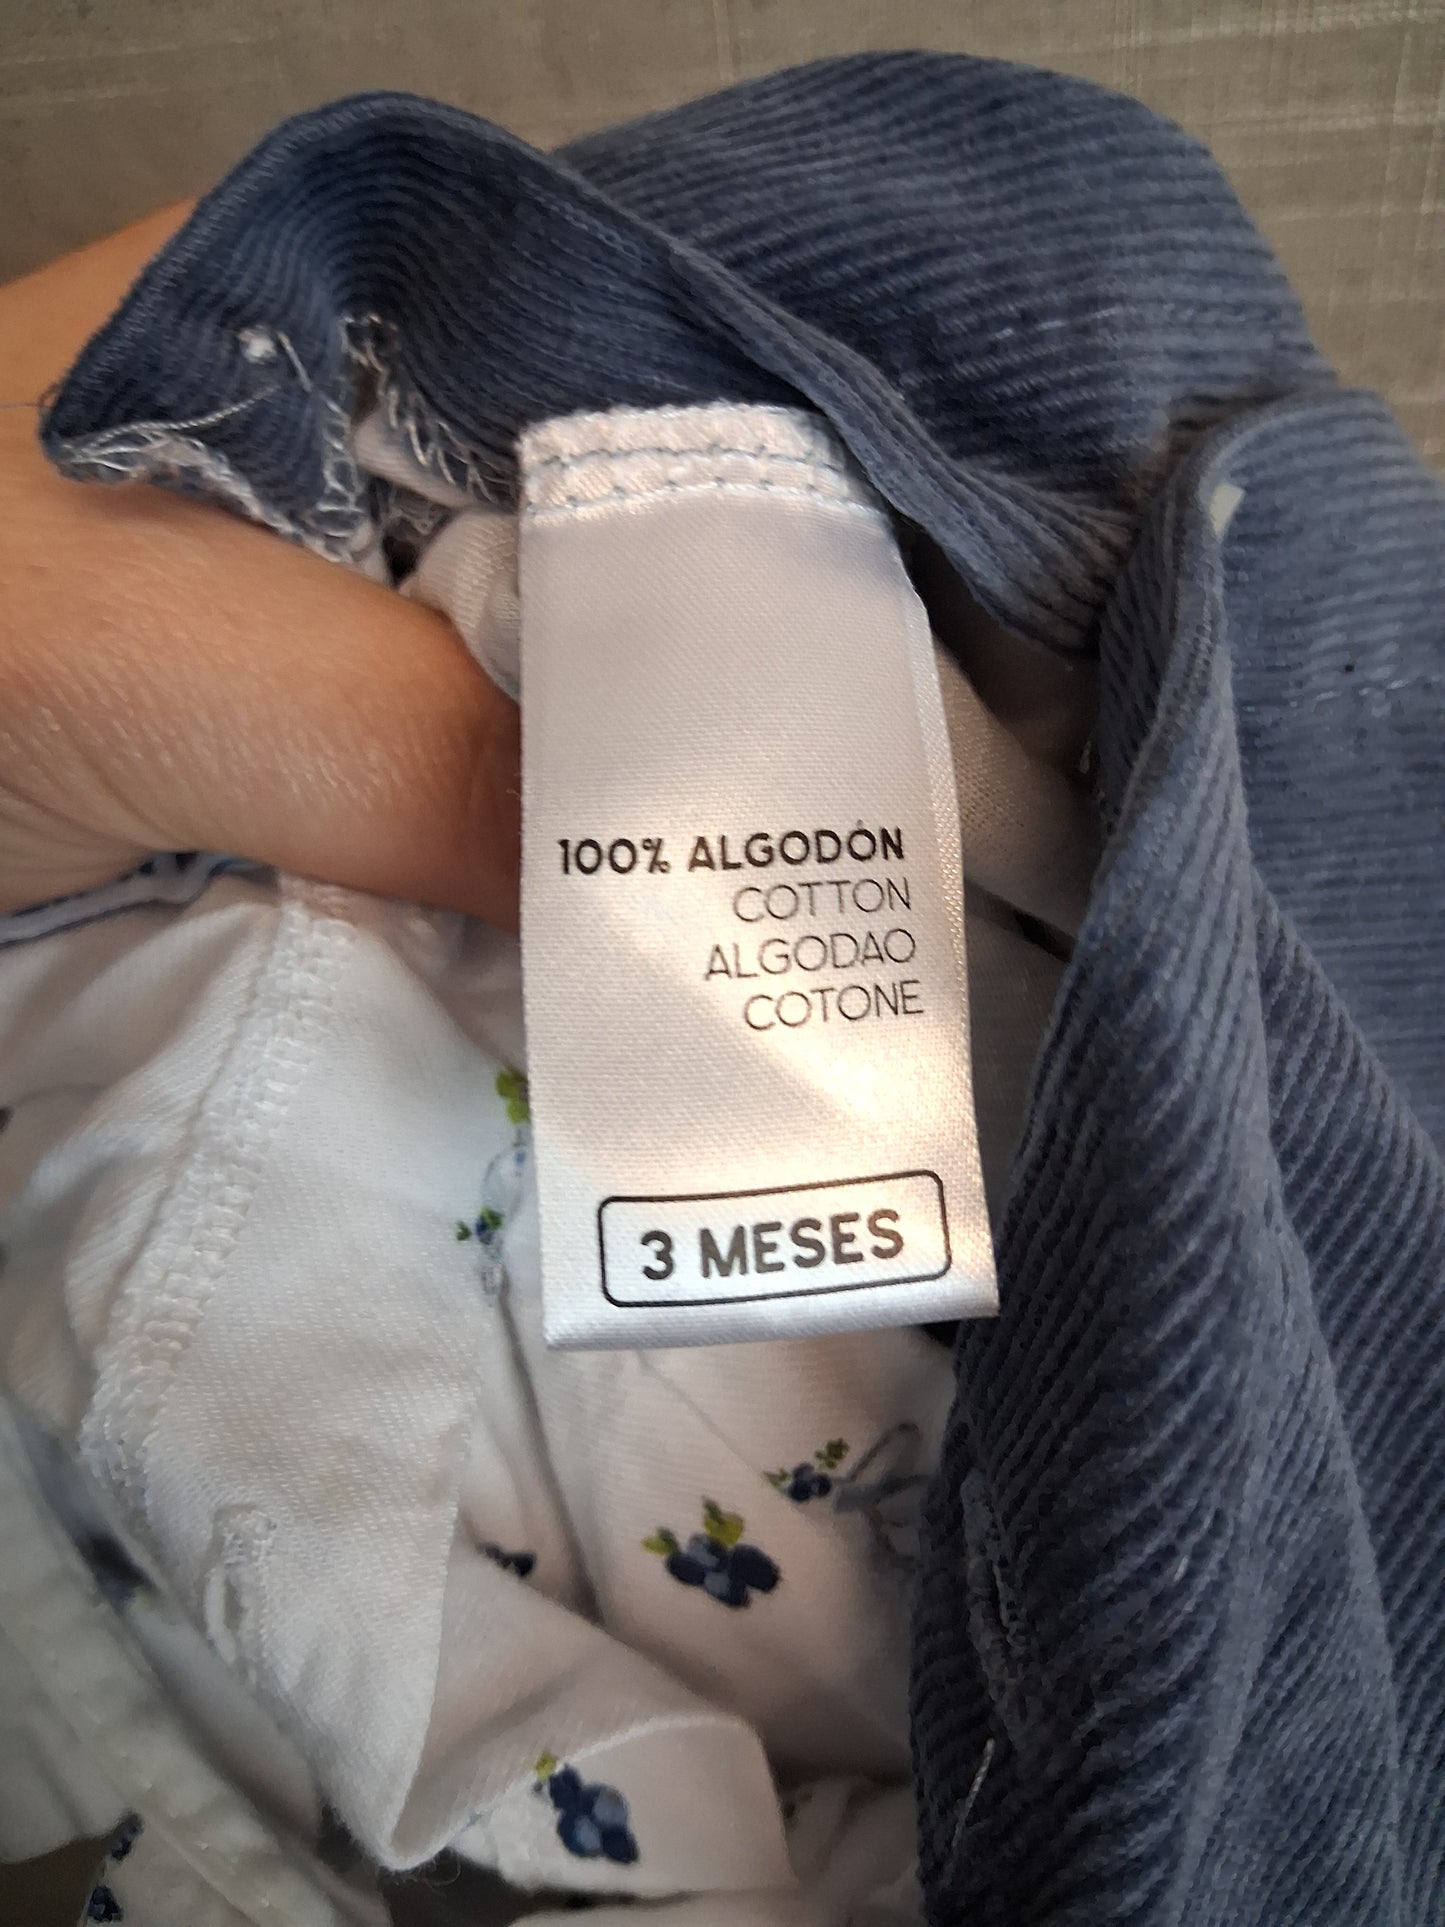 100% ALGODÓN
COTTON
ALGODAO
COTONE
3 MESES